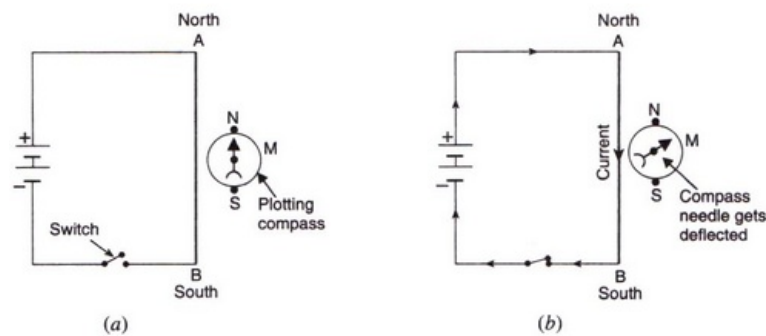 North
A
N
M
S
Plotting
compass
Switch
B
South
+
–
(a)
North
A
N
M
S
Current
Compass
needle gets
deflected
B
South
+
–
(b)